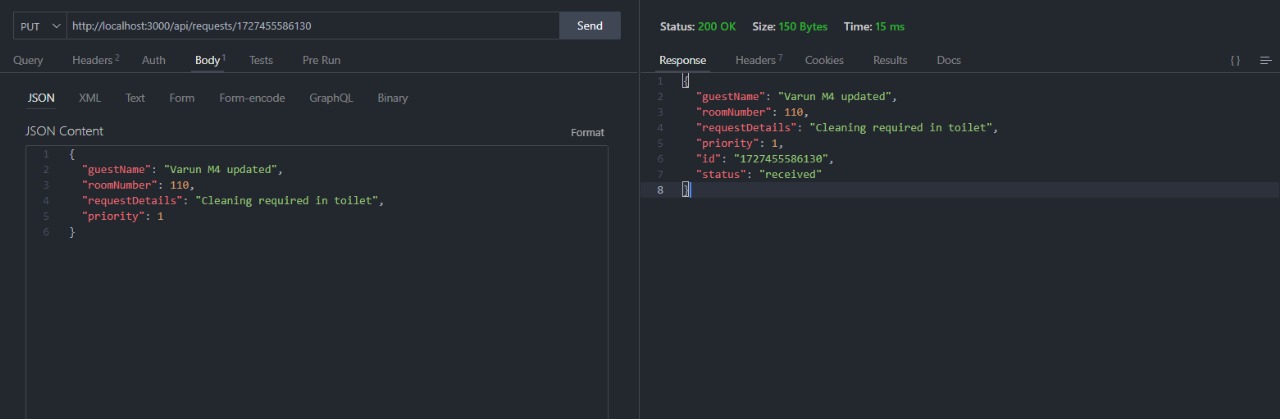 PUT http://localhost:3000/api/requests/1727455586130 Send
Query Headers 2 Auth Body 1 Tests Pre Run
JSON XML Text Form Form-encode GraphQL Binary
JSON Content Format
1 {
2 "guestName": "Varun M4 updated",
3 "roomNumber": 110,
4 "requestDetails": "Cleaning required in toilet",
5 "priority": 1
6 }
Status: 200 OK Size: 150 Bytes Time: 15 ms
Response Headers 7 Cookies Results Docs { }
1 {
2 "guestName": "Varun M4 updated",
3 "roomNumber": 110,
4 "requestDetails": "Cleaning required in toilet",
5 "priority": 1,
6 "id": "1727455586130",
7 "status": "received"
8 }